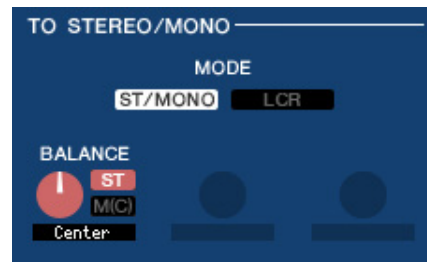 TO STEREO/MONO
MODE
ST/MONO LCR
BALANCE
ST
M(C)
Center